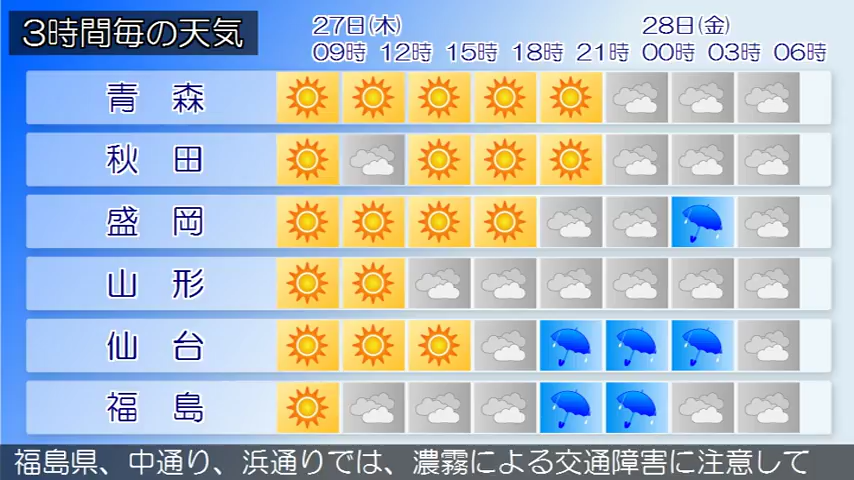 3時間毎の天気
27日(木) 28日(金)
09時 12時 15時 18時 21時 00時 03時 06時
青森
秋田
盛岡
山形
仙台
福島
福島県、中通り、浜通りでは、濃霧による交通障害に注意して